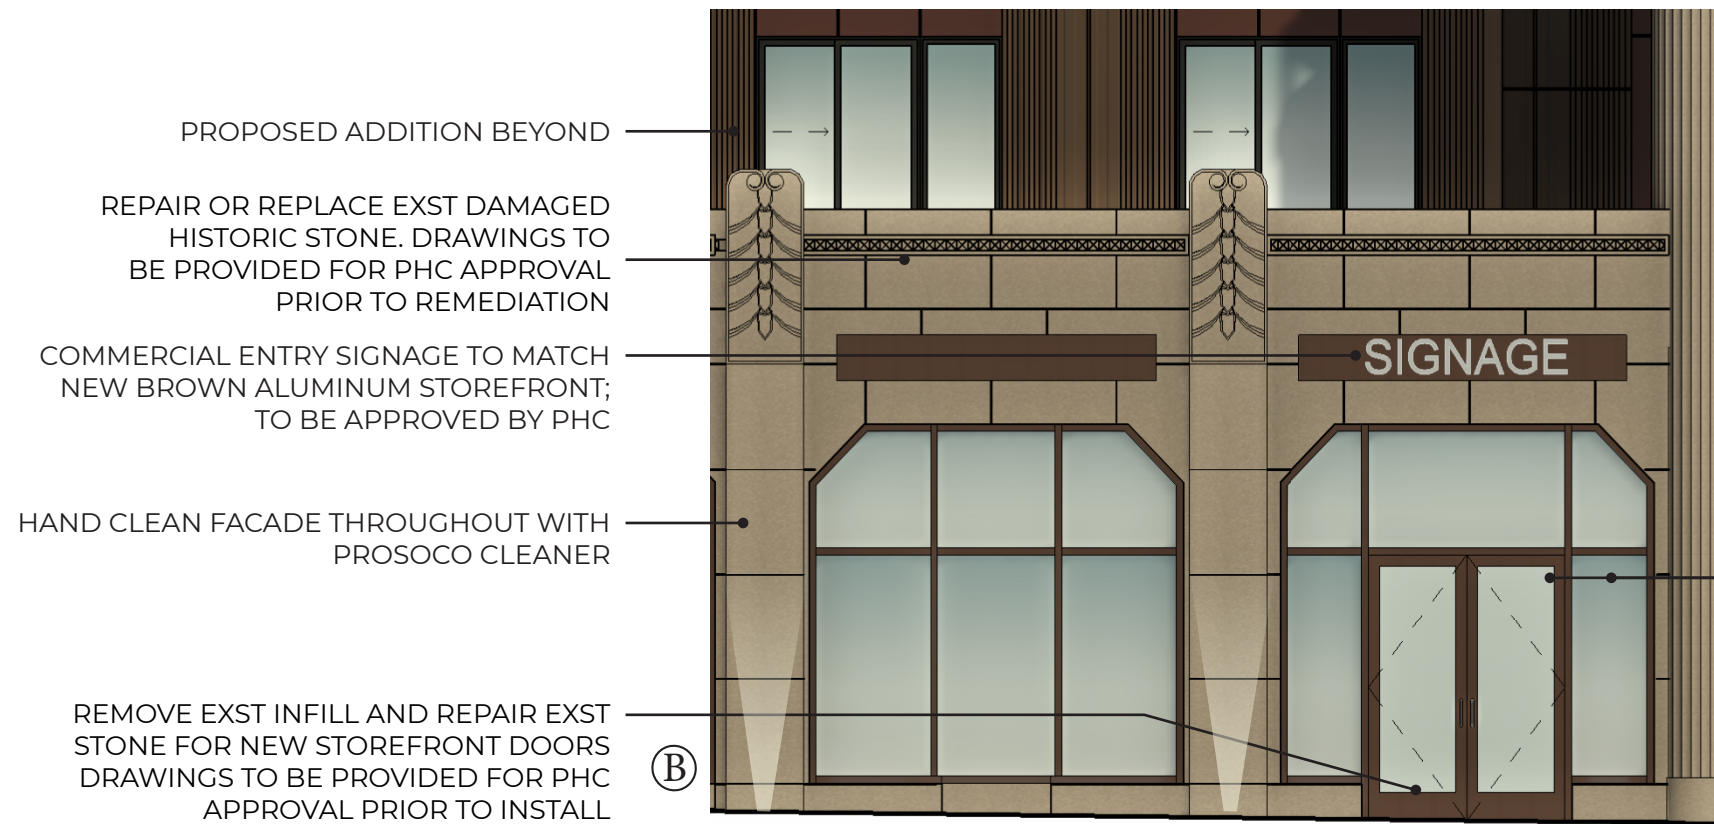 PROPOSED ADDITION BEYOND
REPAIR OR REPLACE EXST DAMAGED
HISTORIC STONE. DRAWINGS TO
BE PROVIDED FOR PHC APPROVAL
PRIOR TO REMEDIATION
COMMERCIAL ENTRY SIGNAGE TO MATCH
NEW BROWN ALUMINUM STOREFRONT;
TO BE APPROVED BY PHC
SIGNAGE
HAND CLEAN FACADE THROUGHOUT WITH
PROSOCO CLEANER
REMOVE EXST INFILL AND REPAIR EXST
STONE FOR NEW STOREFRONT DOORS
DRAWINGS TO BE PROVIDED FOR PHC
APPROVAL PRIOR TO INSTALL
B